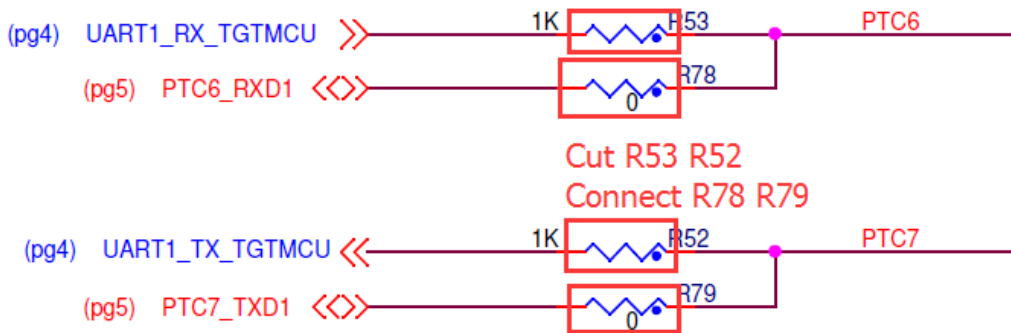 (pg4) UART1_RX_TGTMCU 1K R53 PTC6
(pg5) PTC6_RXD1 0 R78
Cut R53 R52
Connect R78 R79
(pg4) UART1_TX_TGTMCU 1K R52 PTC7
(pg5) PTC7_TXD1 0 R79